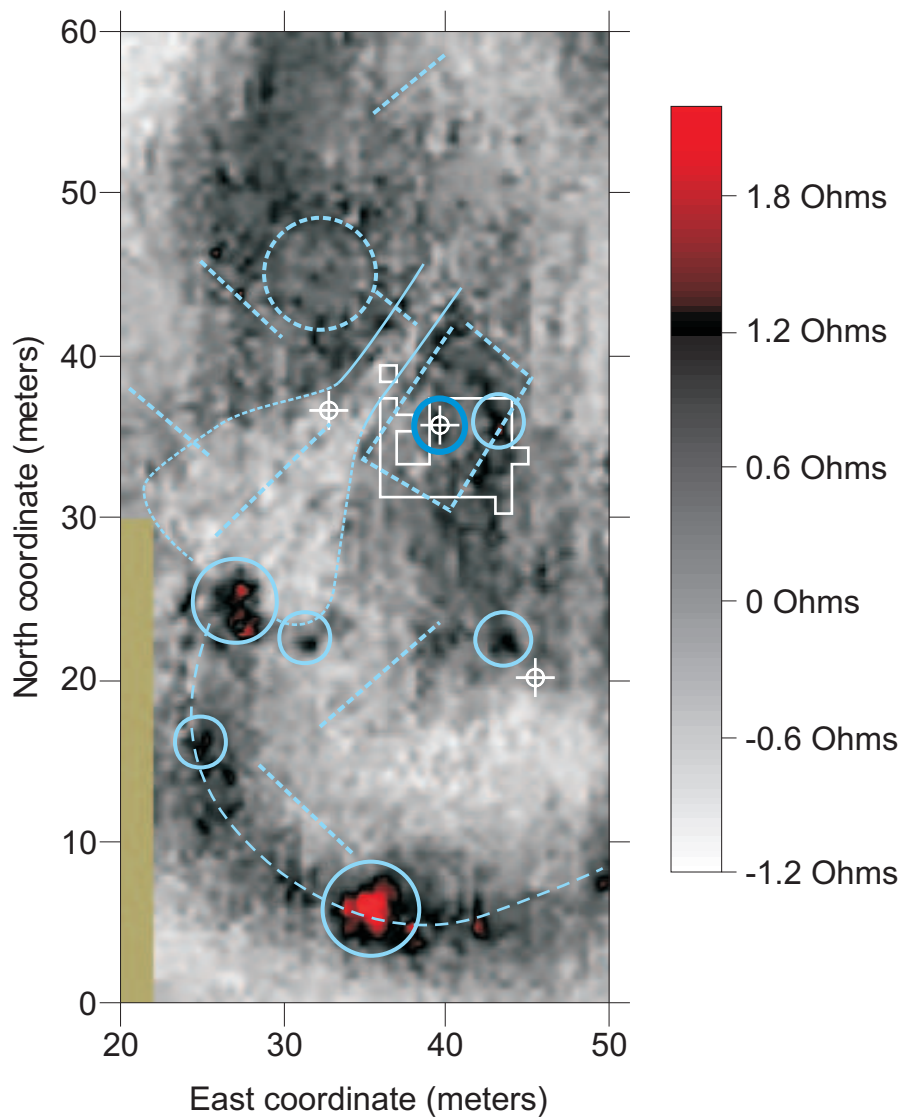 60
50
40
30
20
10
0
North coordinate (meters)
20
30
40
50
East coordinate (meters)
1.8 Ohms
1.2 Ohms
0.6 Ohms
0 Ohms
-0.6 Ohms
-1.2 Ohms